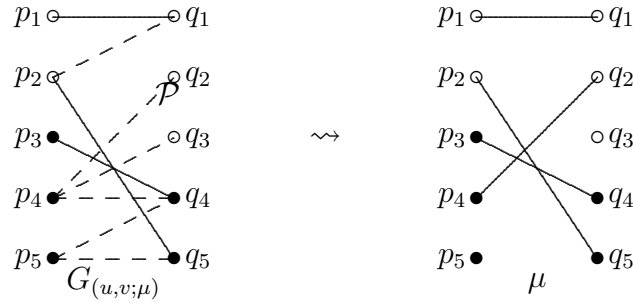 p₁ q₁ p₁ q₁
p₂ q₂ p₂ q₂
𝒫
p₃ q₃ ⇝ p₃ q₃
p₄ q₄ p₄ q₄
p₅ q₅ p₅ q₅
G₍ᵤ,ᵥ;μ₎ μ